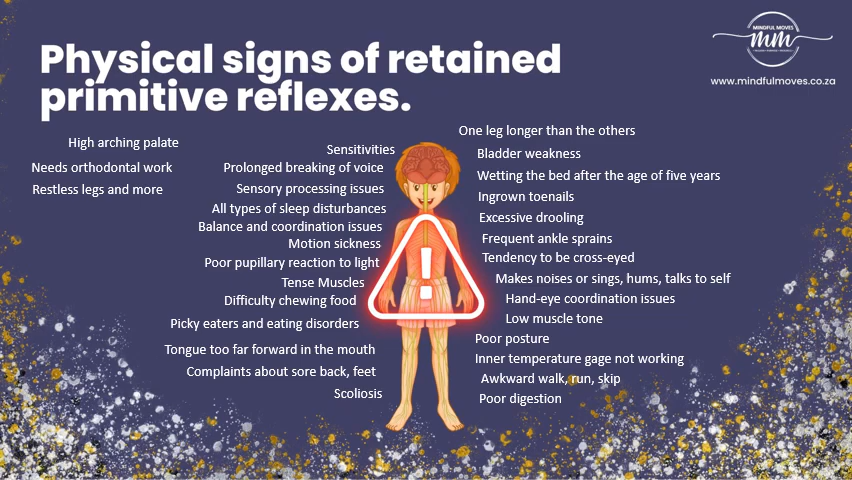 Physical signs of retained
primitive reflexes.
MINDFUL MOVES
mm
www.mindfulmoves.co.za
High arching palate
Needs orthodontal work
Restless legs and more
Sensitivities
Prolonged breaking of voice
Sensory processing issues
All types of sleep disturbances
Balance and coordination issues
Motion sickness
Poor pupillary reaction to light
Tense Muscles
Difficulty chewing food
Picky eaters and eating disorders
Tongue too far forward in the mouth
Complaints about sore back, feet
Scoliosis
!
One leg longer than the others
Bladder weakness
Wetting the bed after the age of five years
Ingrown toenails
Excessive drooling
Frequent ankle sprains
Tendency to be cross-eyed
Makes noises or sings, hums, talks to self
Hand-eye coordination issues
Low muscle tone
Poor posture
Inner temperature gage not working
Awkward walk, run, skip
Poor digestion